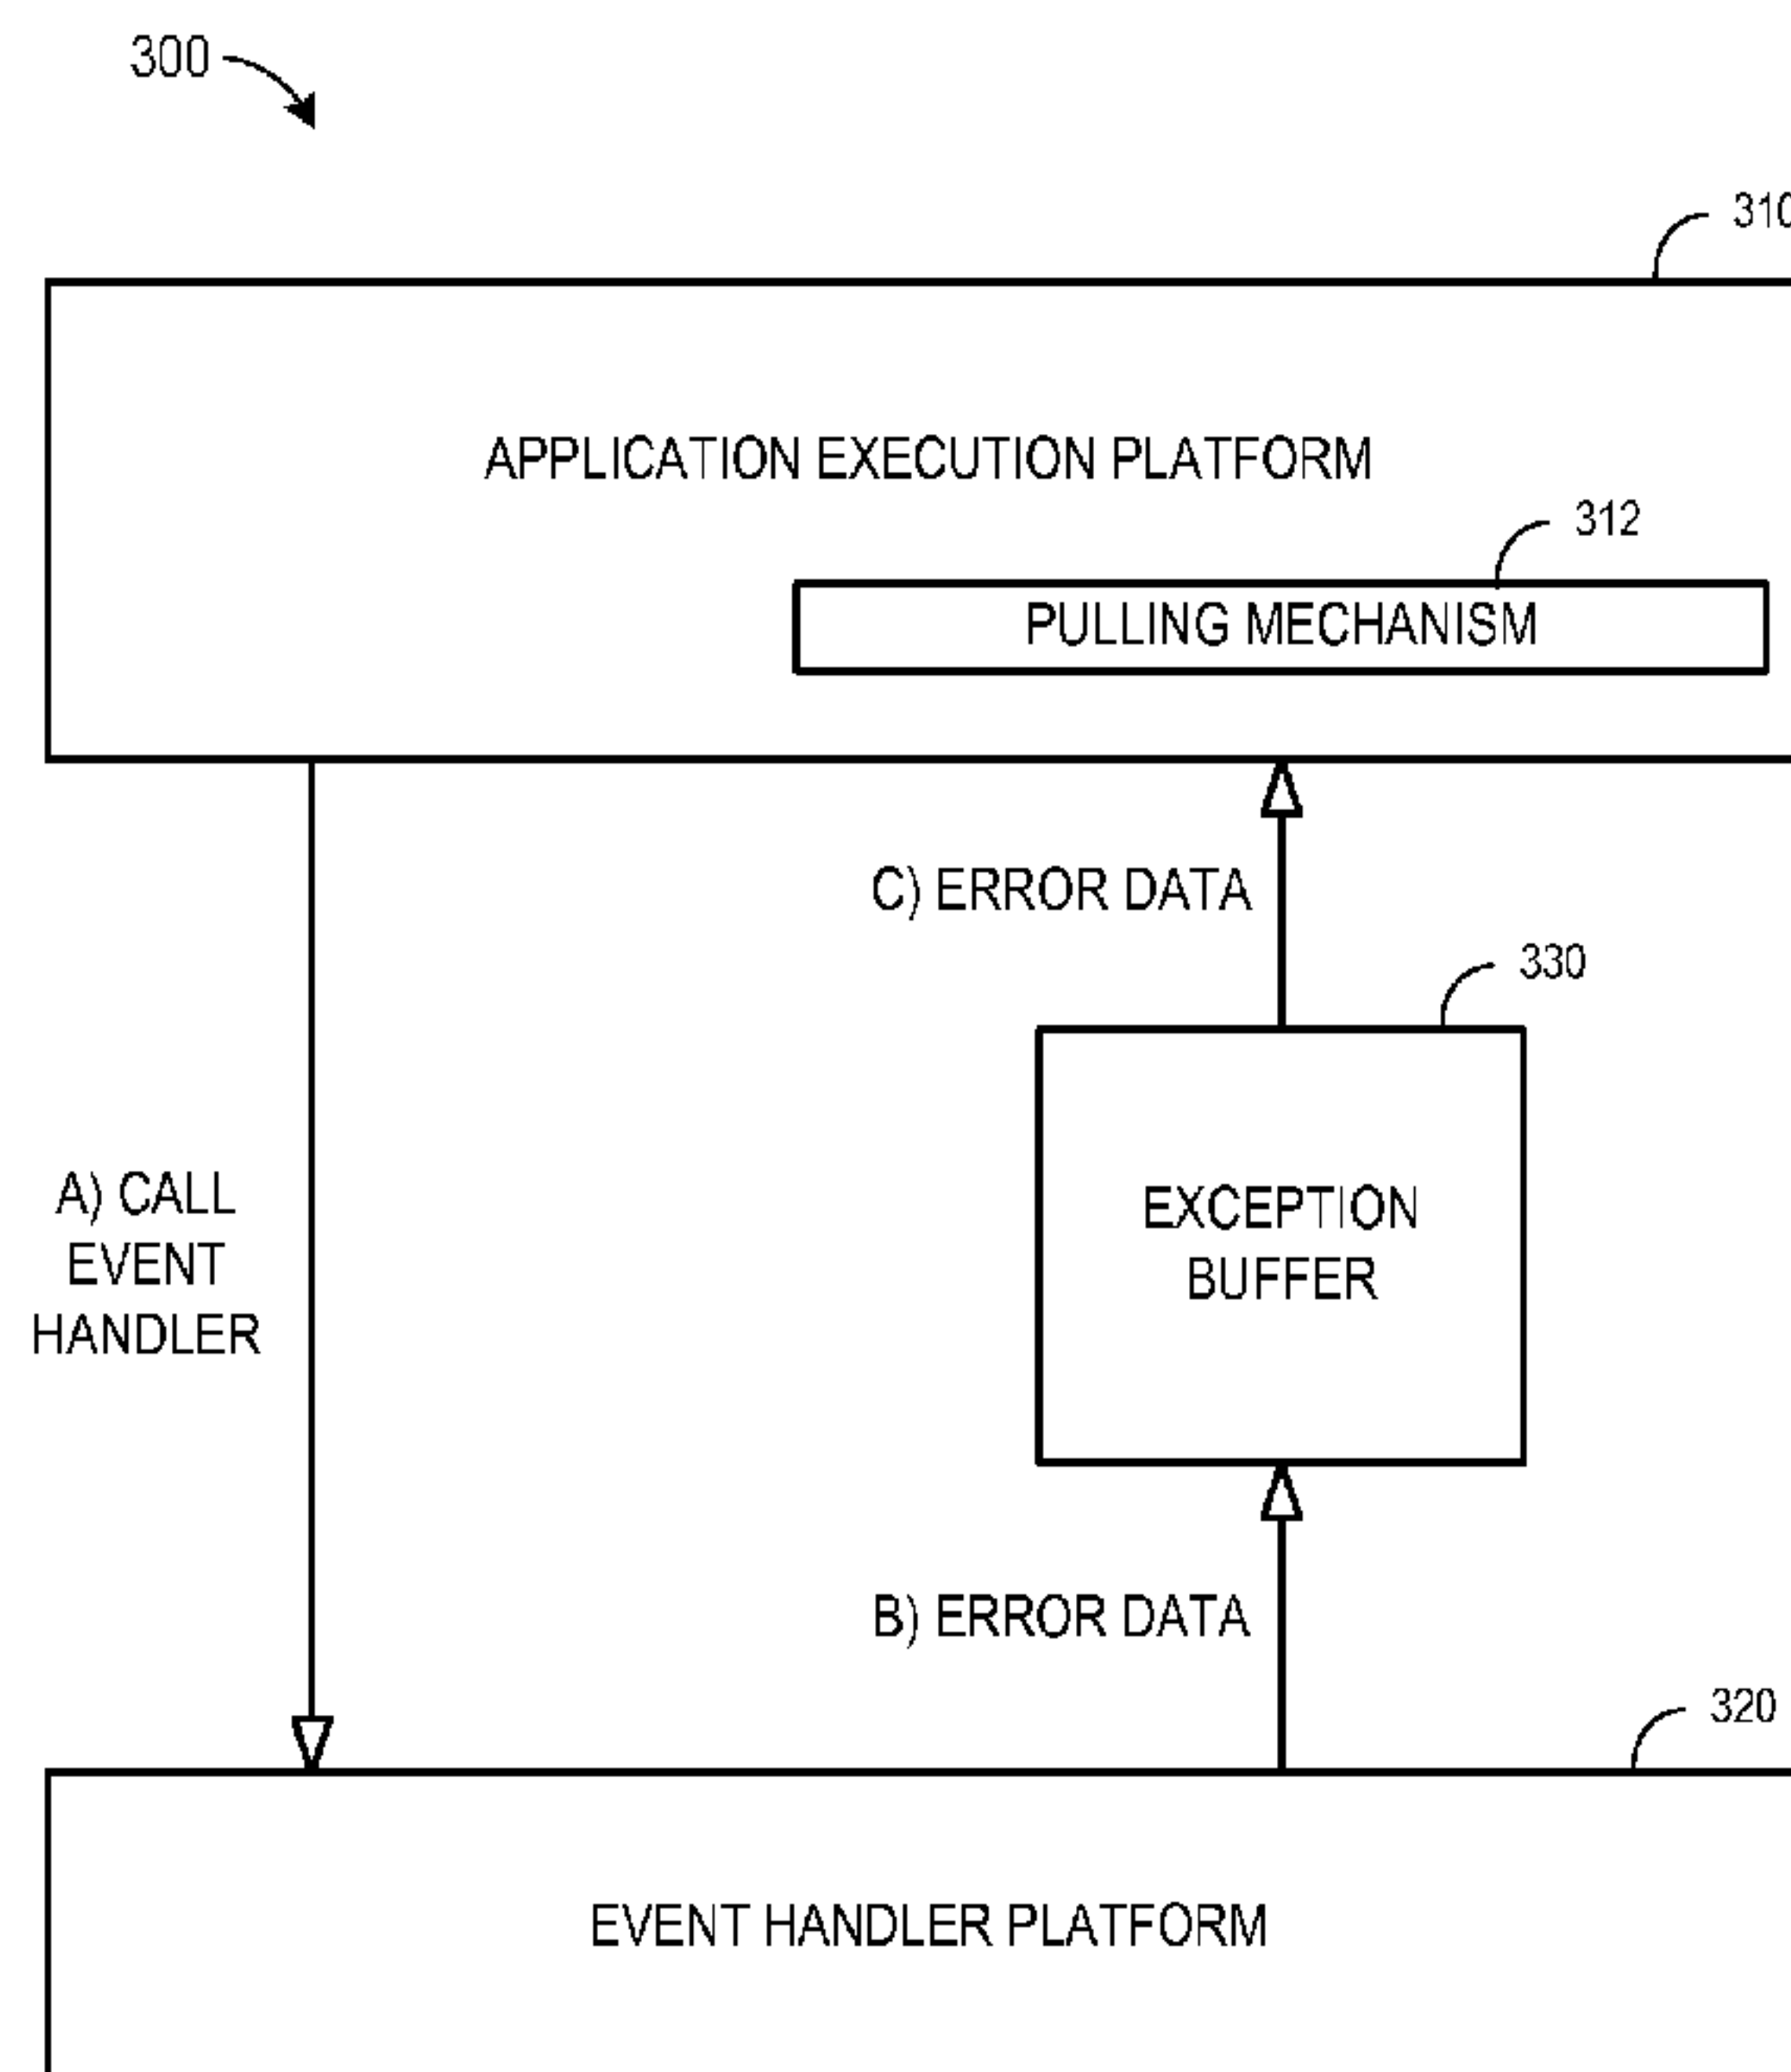 300
310
APPLICATION EXECUTION PLATFORM
312
PULLING MECHANISM
C) ERROR DATA
330
A) CALL
EVENT
HANDLER
EXCEPTION
BUFFER
B) ERROR DATA
320
EVENT HANDLER PLATFORM